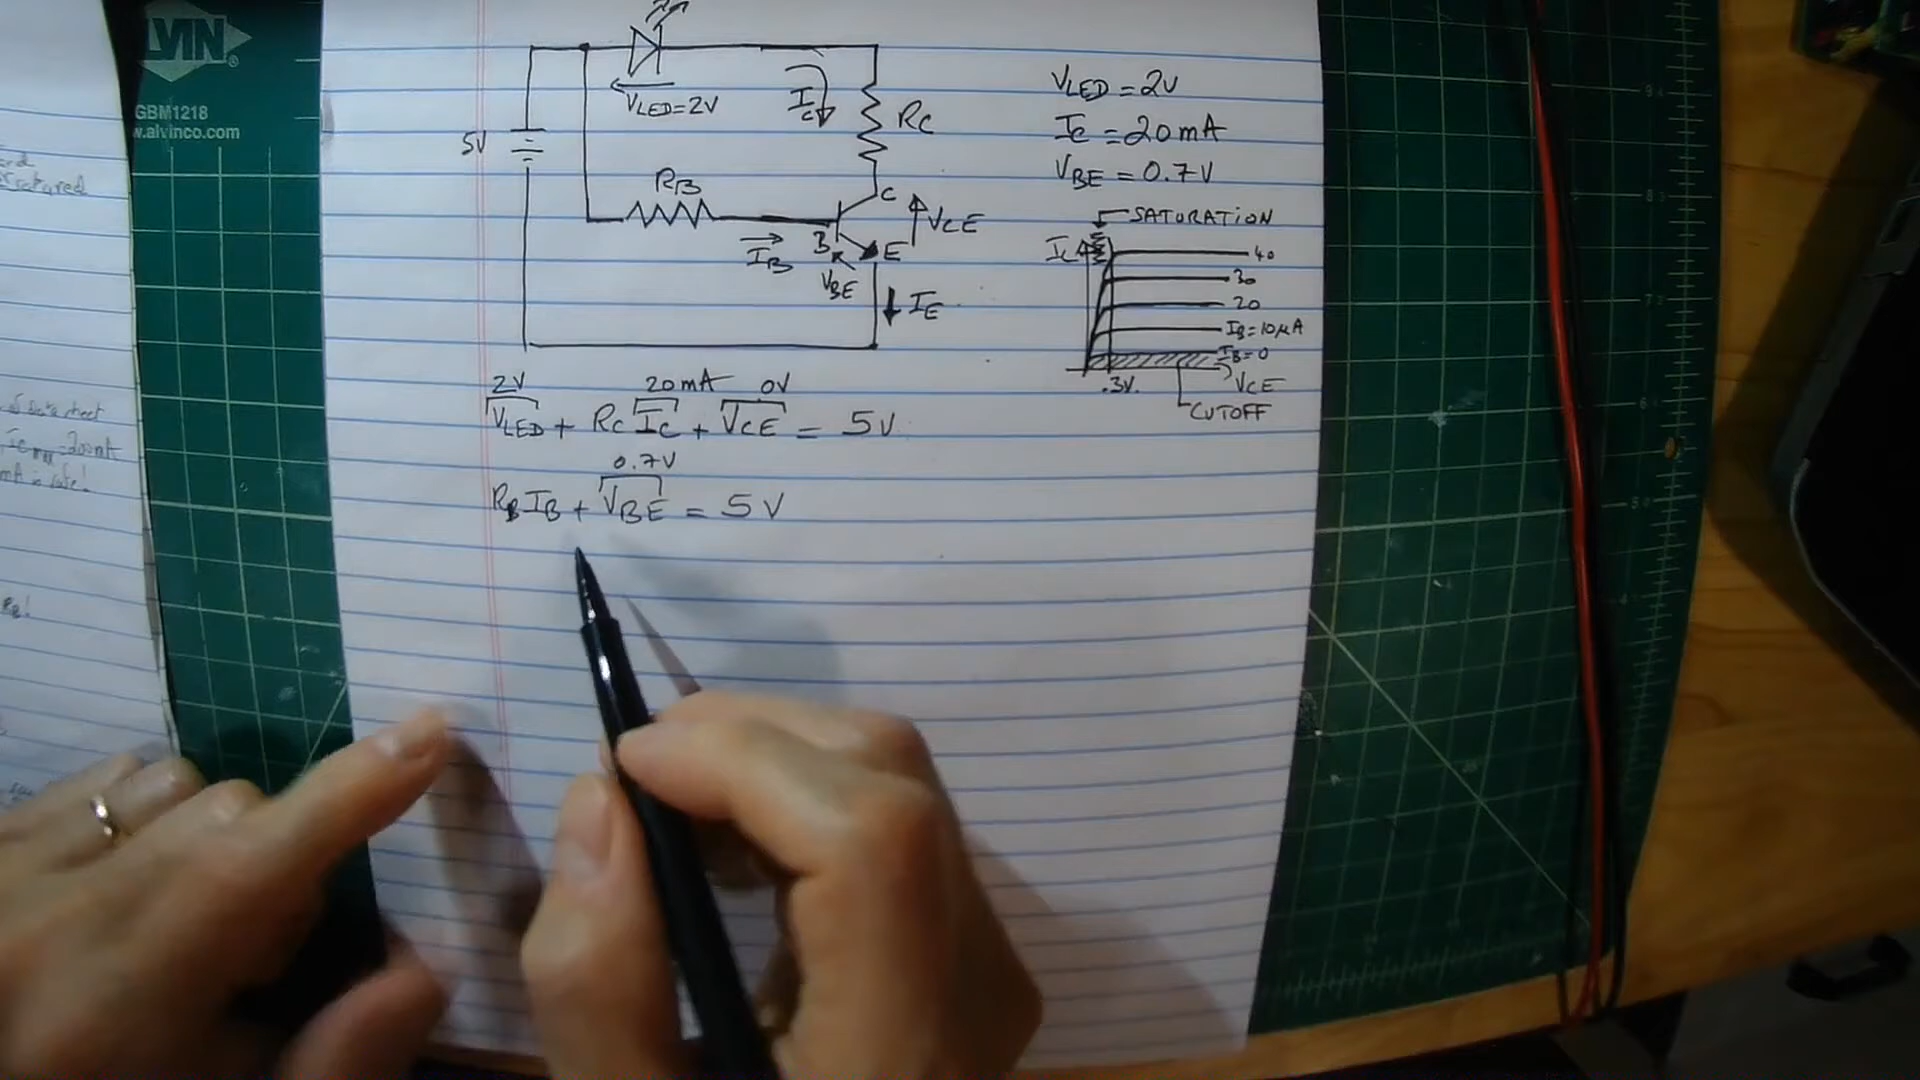 ALVIN®
GBM1218
w.alvinco.com
5V
VLED=2V
IC
RC
RB
IB
B
C
E
VBE
VCE
IE
VLED=2V
IC=20mA
VBE=0.7V
SATURATION
IC
40
30
20
IB=10μA
IB=0
.3V
VCE
CUTOFF
2V 20mA 0V
VLED + RC IC + VCE = 5V
0.7V
RB IB + VBE = 5V
RB!